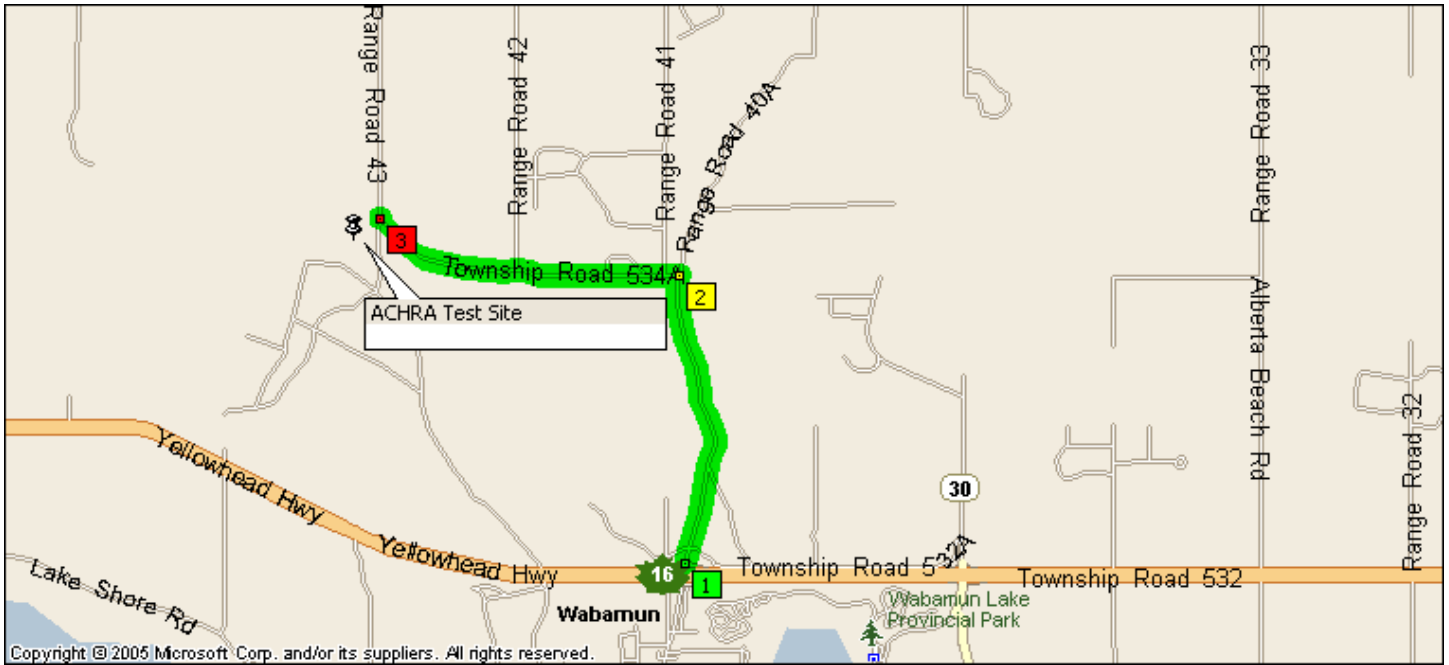 Range Road 43
Range Road 42
Range Road 41
Range Road 40A
Range Road 33
3
Township Road 534A
2
ACHRA Test Site
Alberta Beach Rd
Range Road 32
Yellowhead Hwy
30
Yellowhead Hwy
16
1
Township Road 532A
Township Road 532
Lake Shore Rd
Wabamun
Wabamun Lake
Provincial Park
Copyright © 2005 Microsoft Corp. and/or its suppliers. All rights reserved.